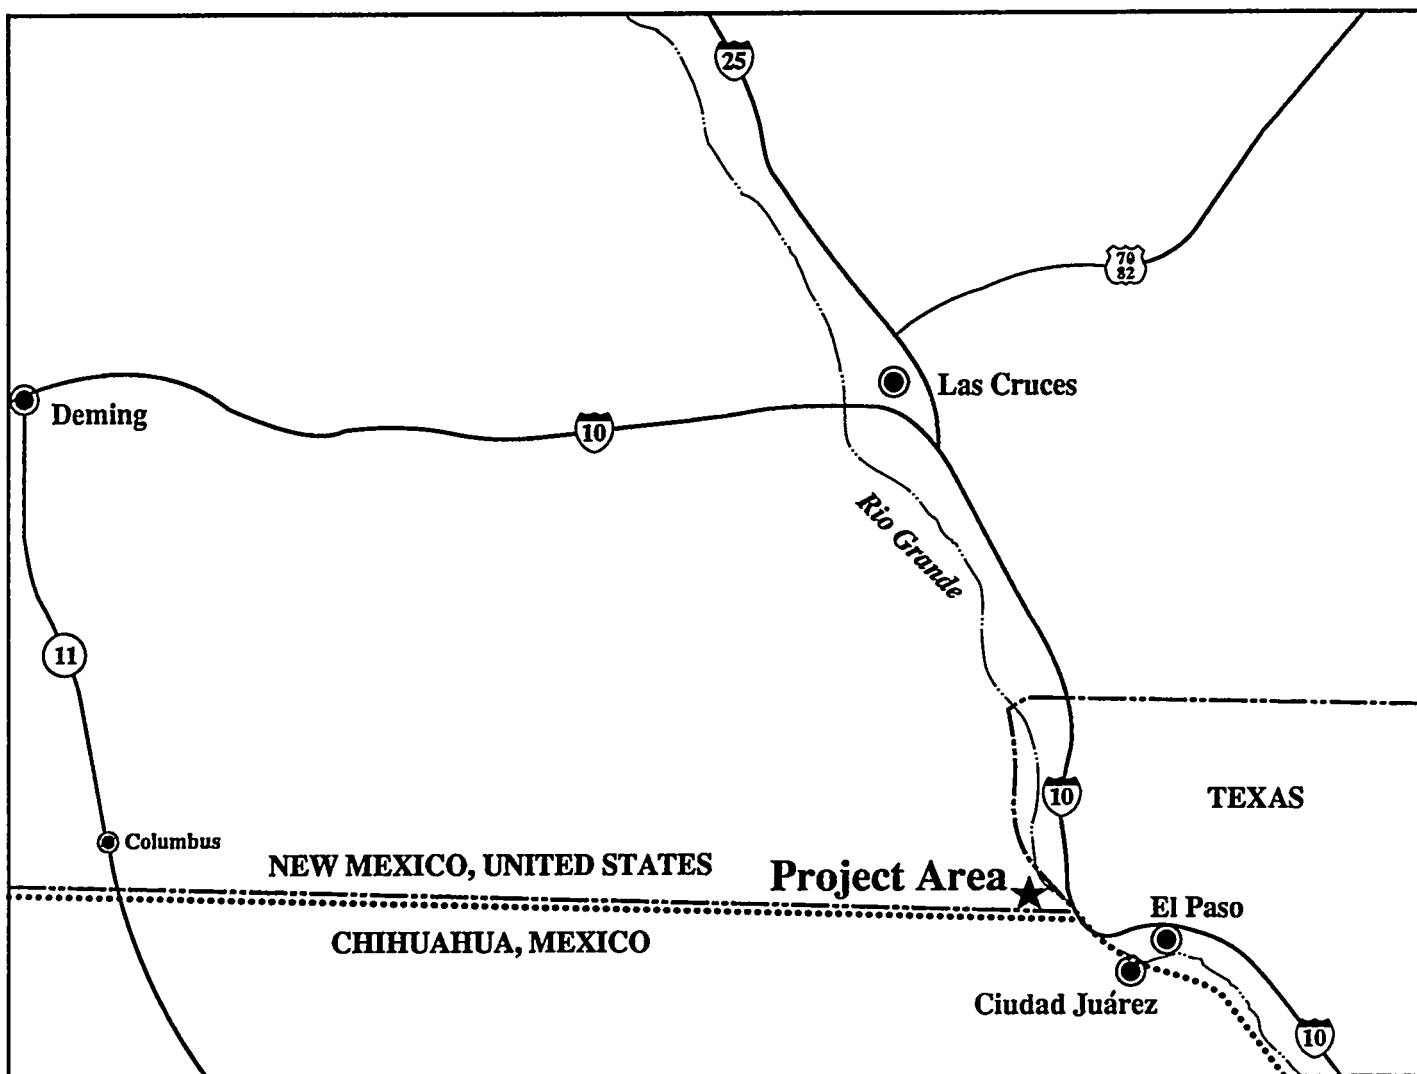 25
70
82
Las Cruces
Deming
10
Rio Grande
11
10
TEXAS
Columbus
NEW MEXICO, UNITED STATES
Project Area
El Paso
CHIHUAHUA, MEXICO
Ciudad Juárez
10